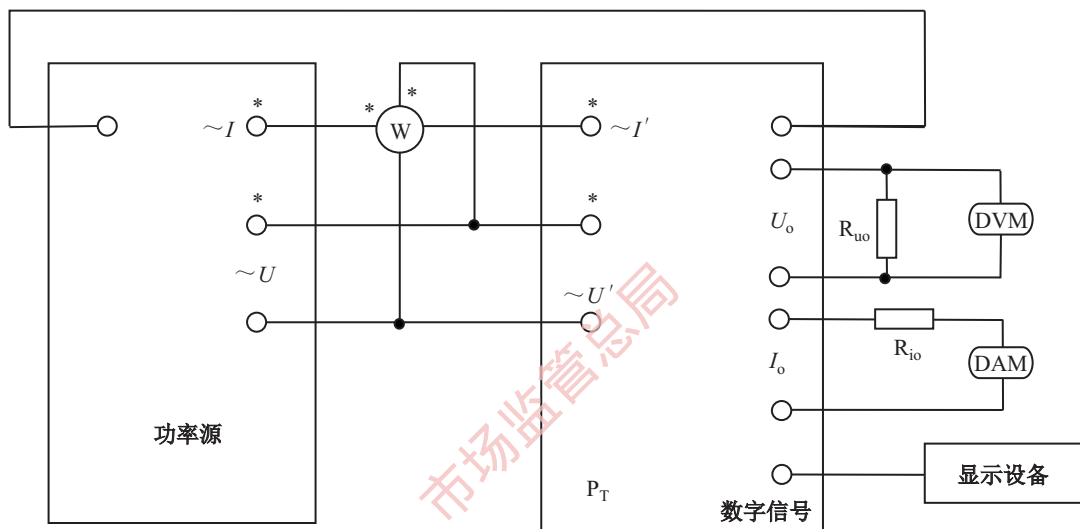 *
*
*
～I
W
～I′
*
*
Uo
Ruo
DVM
～U
～U′
Io
Rio
DAM
功率源
PT
数字信号
显示设备
市场监管总局